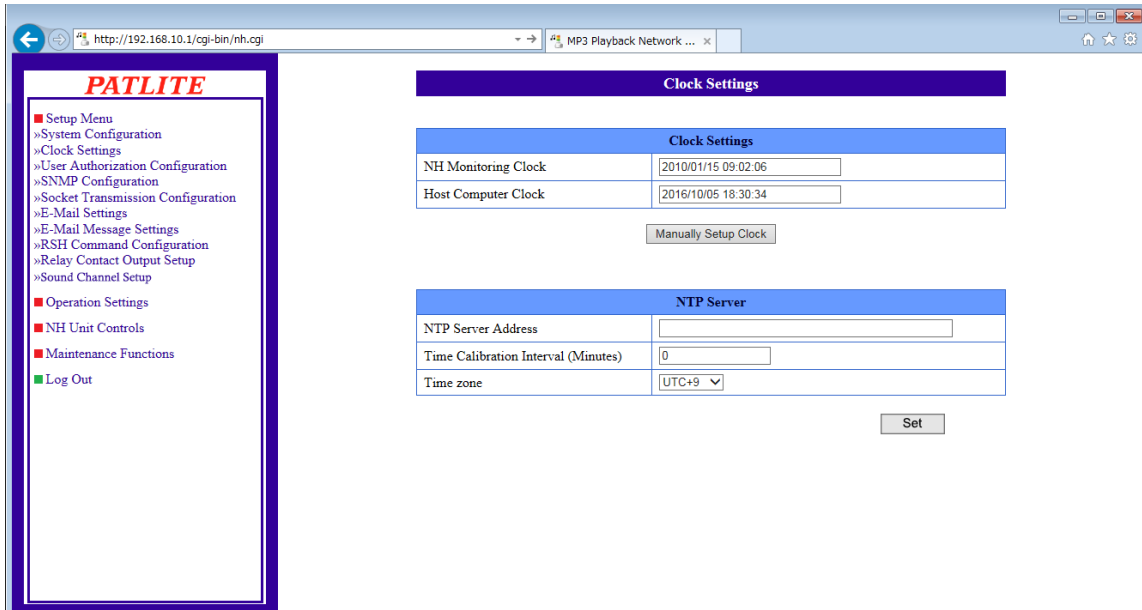 http://192.168.10.1/cgi-bin/nh.cgi
MP3 Playback Network ...
PATLITE
Setup Menu
»System Configuration
»Clock Settings
»User Authorization Configuration
»SNMP Configuration
»Socket Transmission Configuration
»E-Mail Settings
»E-Mail Message Settings
»RSH Command Configuration
»Relay Contact Output Setup
»Sound Channel Setup
Operation Settings
NH Unit Controls
Maintenance Functions
Log Out
Clock Settings
Clock Settings
NH Monitoring Clock 2010/01/15 09:02:06
Host Computer Clock 2016/10/05 18:30:34
Manually Setup Clock
NTP Server
NTP Server Address
Time Calibration Interval (Minutes) 0
Time zone UTC+9
Set